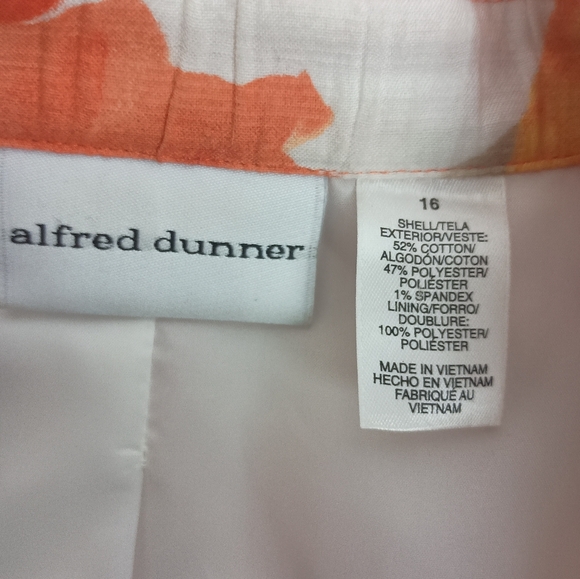 alfred dunner
16
SHELL/TELA
EXTERIOR/VESTE:
52% COTTON/
ALGODÓN/COTON
47% POLYESTER/
POLIÉSTER
1% SPANDEX
LINING/FORRO/
DOUBLURE:
100% POLYESTER/
POLIÉSTER
MADE IN VIETNAM
HECHO EN VIETNAM
FABRIQUÉ AU
VIETNAM